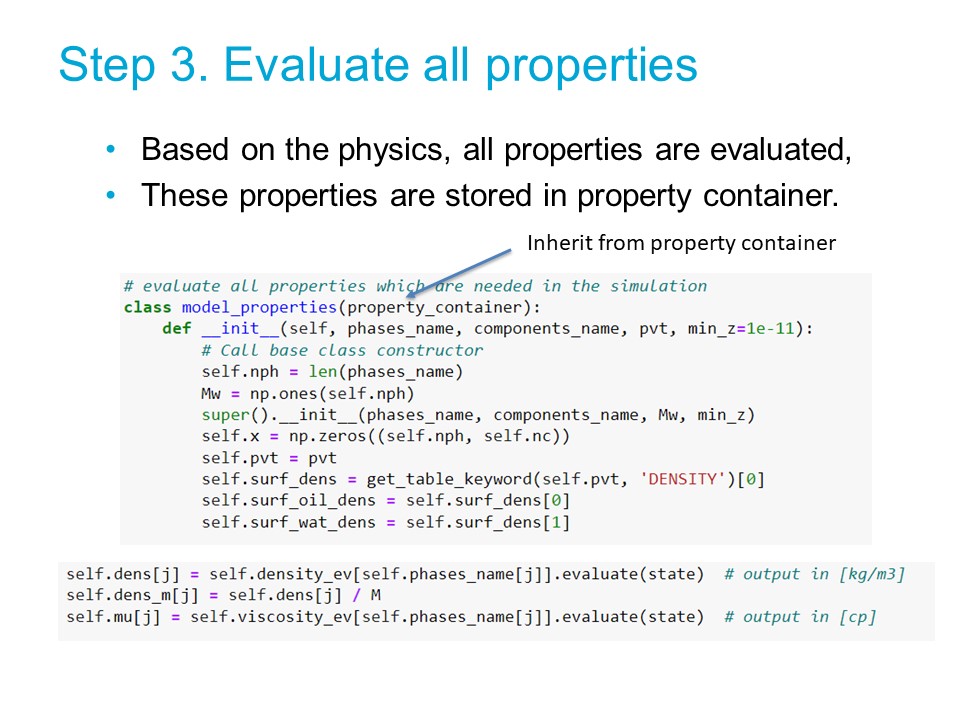 Step 3. Evaluate all properties
• Based on the physics, all properties are evaluated,
• These properties are stored in property container.
Inherit from property container
# evaluate all properties which are needed in the simulation
class model_properties(property_container):
    def __init__(self, phases_name, components_name, pvt, min_z=1e-11):
        # Call base class constructor
        self.nph = len(phases_name)
        Mw = np.ones(self.nph)
        super().__init__(phases_name, components_name, Mw, min_z)
        self.x = np.zeros((self.nph, self.nc))
        self.pvt = pvt
        self.surf_dens = get_table_keyword(self.pvt, 'DENSITY')[0]
        self.surf_oil_dens = self.surf_dens[0]
        self.surf_wat_dens = self.surf_dens[1]
self.dens[j] = self.density_ev[self.phases_name[j]].evaluate(state)  # output in [kg/m3]
self.dens_m[j] = self.dens[j] / M
self.mu[j] = self.viscosity_ev[self.phases_name[j]].evaluate(state)  # output in [cp]